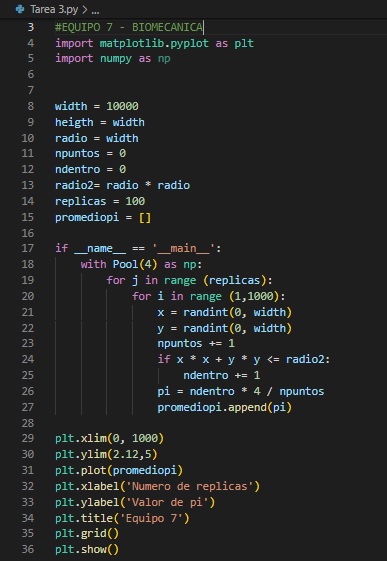 Tarea 3.py > ...
3 #EQUIPO 7 - BIOMECANICA
4 import matplotlib.pyplot as plt
5 import numpy as np
6
7
8 width = 10000
9 heigth = width
10 radio = width
11 npuntos = 0
12 ndentro = 0
13 radio2= radio * radio
14 replicas = 100
15 promediopi = []
16
17 if __name__ == '__main__':
18     with Pool(4) as np:
19         for j in range (replicas):
20             for i in range (1,1000):
21                 x = randint(0, width)
22                 y = randint(0, width)
23                 npuntos += 1
24                 if x * x + y * y <= radio2:
25                     ndentro += 1
26                 pi = ndentro * 4 / npuntos
27                 promediopi.append(pi)
28
29 plt.xlim(0, 1000)
30 plt.ylim(2.12,5)
31 plt.plot(promediopi)
32 plt.xlabel('Numero de replicas')
33 plt.ylabel('Valor de pi')
34 plt.title('Equipo 7')
35 plt.grid()
36 plt.show()